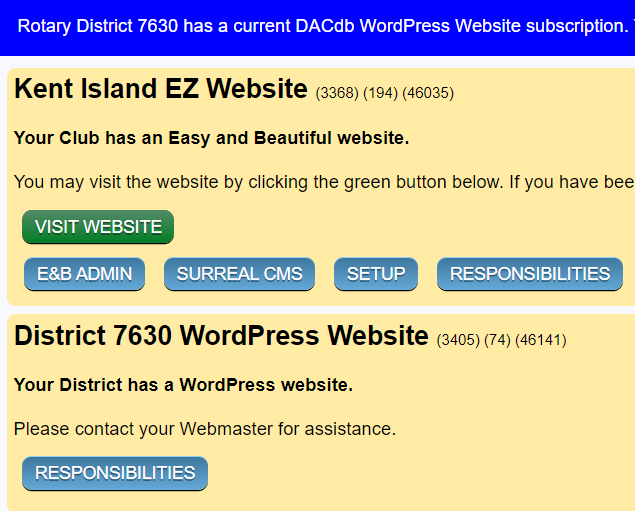 Rotary District 7630 has a current DACdb WordPress Website subscription.
Kent Island EZ Website (3368) (194) (46035)
Your Club has an Easy and Beautiful website.
You may visit the website by clicking the green button below. If you have bee
VISIT WEBSITE
E&B ADMIN SURREAL CMS SETUP RESPONSIBILITIES
District 7630 WordPress Website (3405) (74) (46141)
Your District has a WordPress website.
Please contact your Webmaster for assistance.
RESPONSIBILITIES